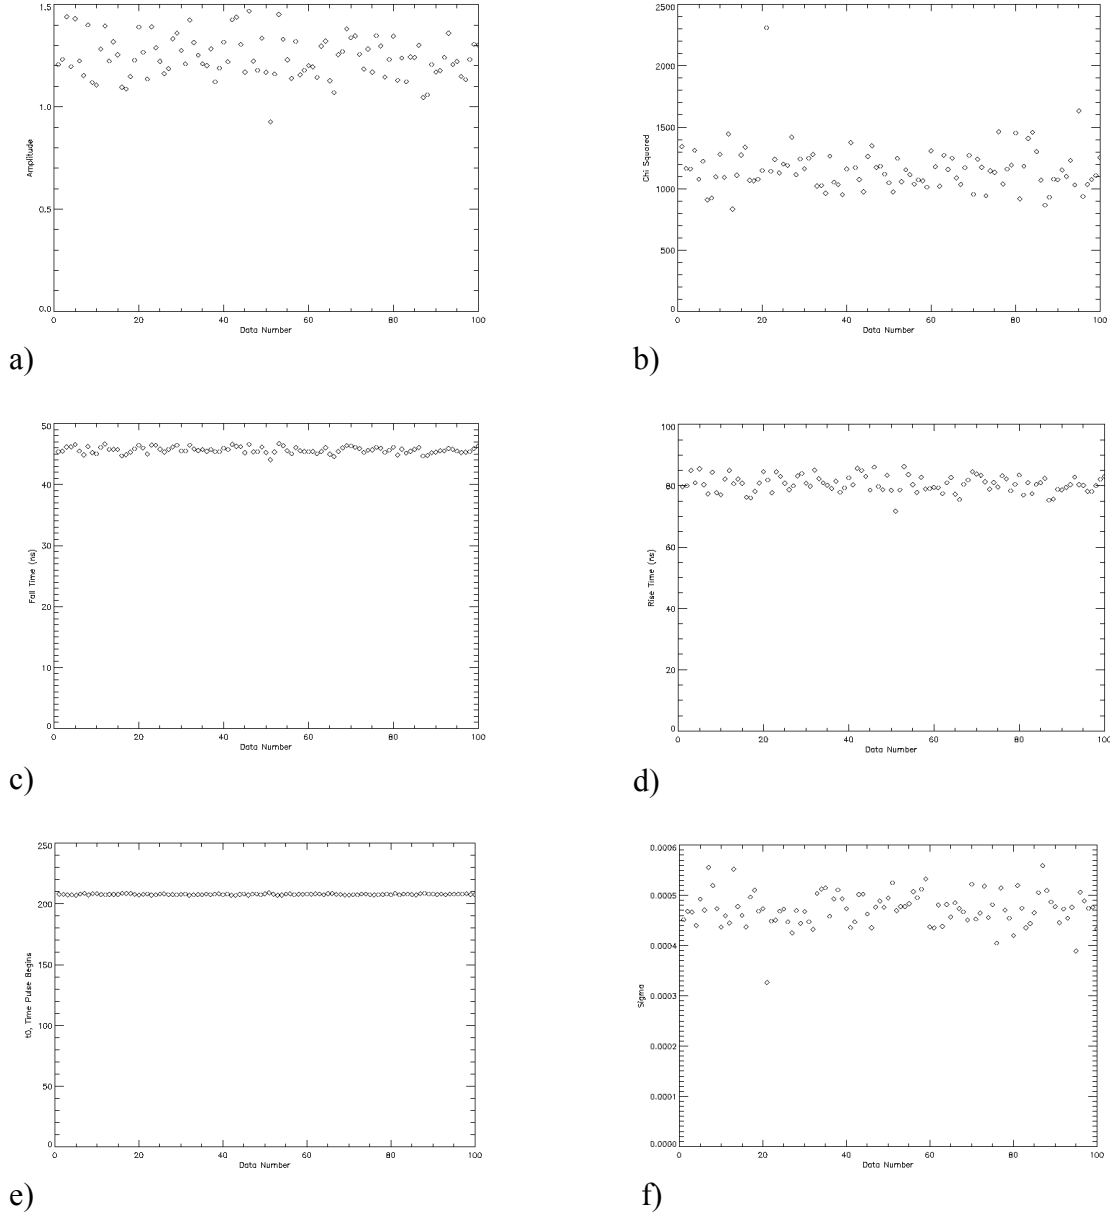 1.5
1.0
0.5
0.0
Amplitude
0 20 40 60 80 100
Data Number
a)
2500
2000
1500
1000
500
0
Chi Squared
0 20 40 60 80 100
Data Number
b)
50
40
30
20
10
0
Fall Time (ns)
0 20 40 60 80 100
Data Number
c)
100
80
60
40
20
0
Rise Time (ns)
0 20 40 60 80 100
Data Number
d)
250
200
150
100
50
0
t0, Time Pulse Begins
0 20 40 60 80 100
Data Number
e)
0.0006
0.0005
0.0004
0.0003
0.0002
0.0001
0.0000
Sigma
0 20 40 60 80 100
Data Number
f)